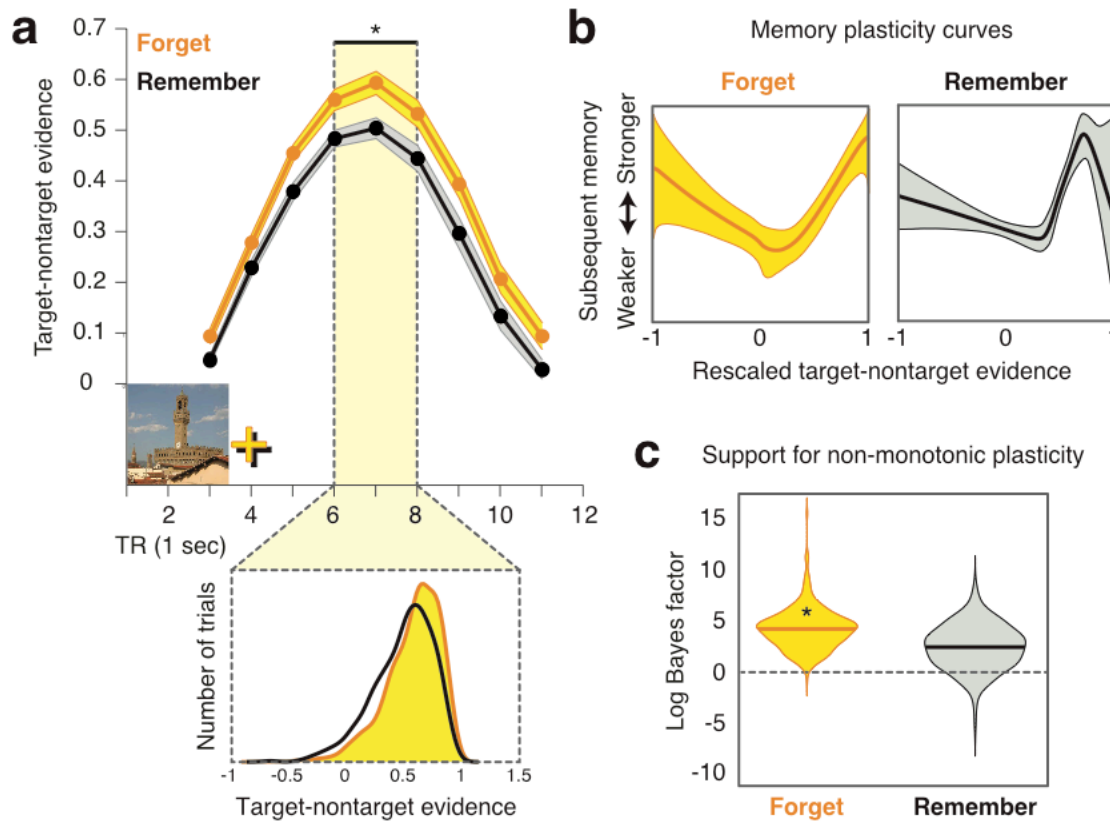 a
Forget
Remember
*
0.7
0.6
0.5
0.4
0.3
0.2
0.1
0
Target-nontarget evidence
2 4 6 8 10 12
TR (1 sec)
Number of trials
-1 -0.5 0 0.5 1 1.5
Target-nontarget evidence
b
Memory plasticity curves
Forget Remember
Subsequent memory
Weaker Stronger
-1 0 1 -1 0
Rescaled target-nontarget evidence
c
Support for non-monotonic plasticity
Log Bayes factor
15
10
5
0
-5
-10
*
Forget Remember